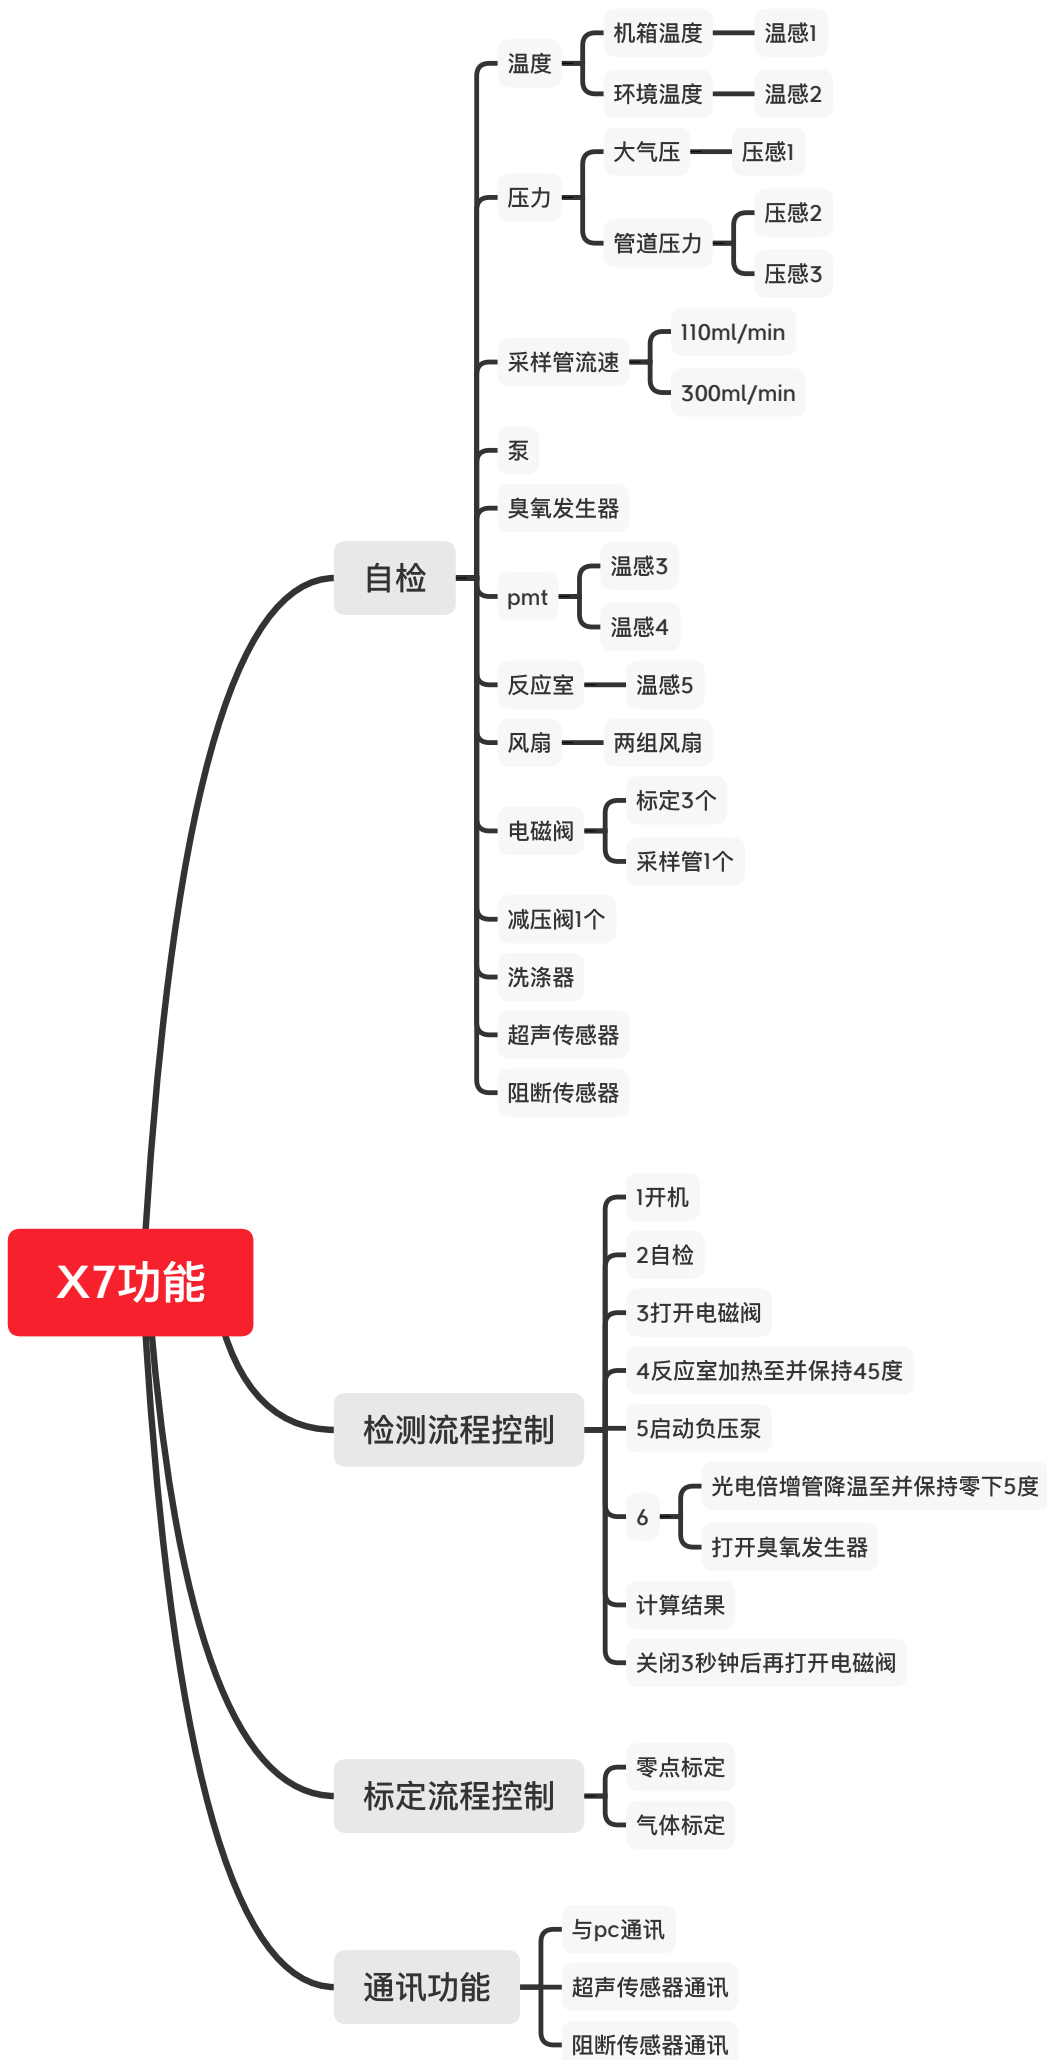 X7功能
自检
温度
机箱温度
温感1
环境温度
温感2
压力
大气压
压感1
管道压力
压感2
压感3
采样管流速
110ml/min
300ml/min
泵
臭氧发生器
pmt
温感3
温感4
反应室
温感5
风扇
两组风扇
电磁阀
标定3个
采样管1个
减压阀1个
洗涤器
超声传感器
阻断传感器
检测流程控制
1开机
2自检
3打开电磁阀
4反应室加热至并保持45度
5启动负压泵
6
光电倍增管降温至并保持零下5度
打开臭氧发生器
计算结果
关闭3秒钟后再打开电磁阀
标定流程控制
零点标定
气体标定
通讯功能
与pc通讯
超声传感器通讯
阻断传感器通讯